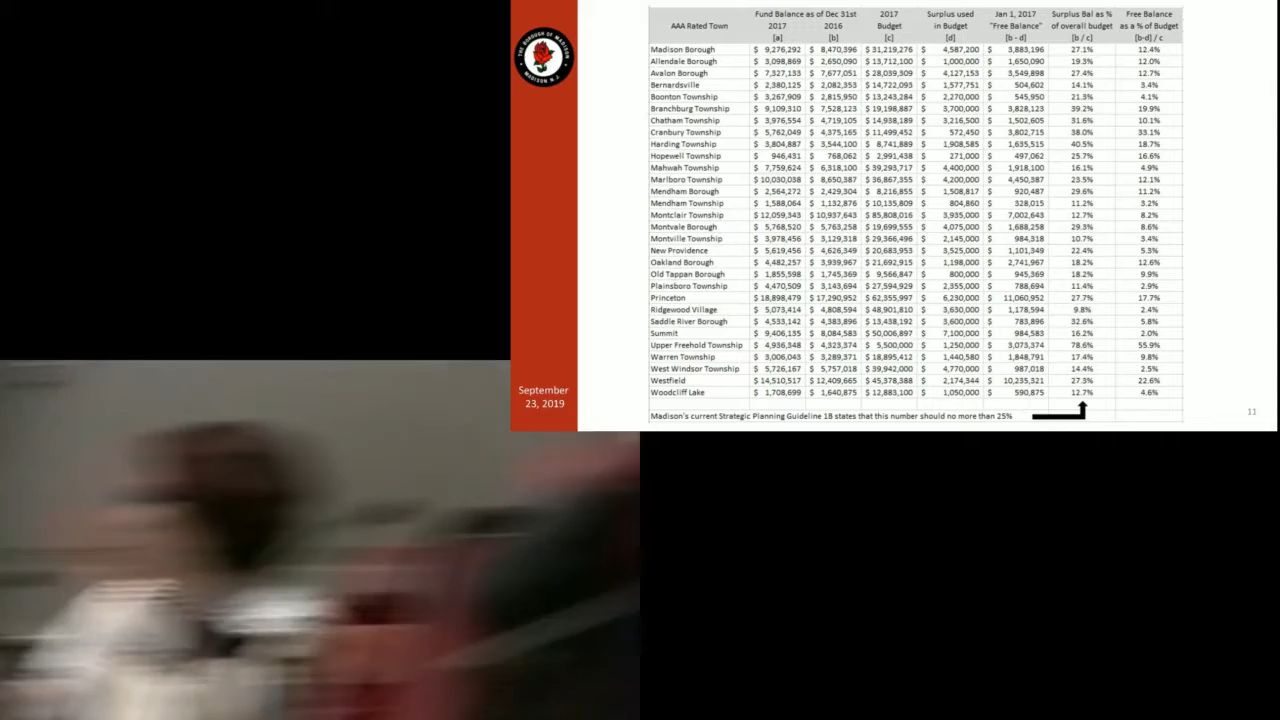 THE BOROUGH OF MADISON
MADISON N.J.
September
23, 2019
Fund Balance as of Dec 31st 2017 Surplus used Jan 1, 2017 Surplus Bal as % Free Balance
AAA Rated Town 2017 2016 Budget in Budget "Free Balance" of overall budget as a % of Budget
[a] [b] [c] [d] [b - d] [b / c] [b-d] / c
Madison Borough $ 9,276,292 $ 8,470,396 $ 31,219,276 $ 4,587,200 $ 3,883,196 27.1% 12.4%
Allendale Borough $ 3,098,869 $ 2,650,090 $ 13,712,100 $ 1,000,000 $ 1,650,090 19.3% 12.0%
Avalon Borough $ 7,327,133 $ 7,677,051 $ 28,039,309 $ 4,127,153 $ 3,549,898 27.4% 12.7%
Bernardsville $ 2,380,125 $ 2,082,353 $ 14,722,093 $ 1,577,751 $ 504,602 14.1% 3.4%
Boonton Township $ 3,267,909 $ 2,815,950 $ 13,243,284 $ 2,270,000 $ 545,950 21.3% 4.1%
Branchburg Township $ 9,109,310 $ 7,528,123 $ 19,198,887 $ 3,700,000 $ 3,828,123 39.2% 19.9%
Chatham Township $ 3,976,554 $ 4,719,105 $ 14,938,189 $ 3,216,500 $ 1,502,605 31.6% 10.1%
Cranbury Township $ 5,762,049 $ 4,375,165 $ 11,499,452 $ 572,450 $ 3,802,715 38.0% 33.1%
Harding Township $ 3,804,887 $ 3,544,100 $ 8,741,889 $ 1,908,585 $ 1,635,515 40.5% 18.7%
Hopewell Township $ 946,431 $ 768,062 $ 2,991,438 $ 271,000 $ 497,062 25.7% 16.6%
Mahwah Township $ 7,759,624 $ 6,318,100 $ 39,293,717 $ 4,400,000 $ 1,918,100 16.1% 4.9%
Marlboro Township $ 10,030,038 $ 8,650,387 $ 36,867,355 $ 4,200,000 $ 4,450,387 23.5% 12.1%
Mendham Borough $ 2,564,272 $ 2,429,304 $ 8,216,855 $ 1,508,817 $ 920,487 29.6% 11.2%
Mendham Township $ 1,588,064 $ 1,132,876 $ 10,135,809 $ 804,860 $ 328,015 11.2% 3.2%
Montclair Township $ 12,059,343 $ 10,937,643 $ 85,808,016 $ 3,935,000 $ 7,002,643 12.7% 8.2%
Montvale Borough $ 5,768,520 $ 5,763,258 $ 19,699,555 $ 4,075,000 $ 1,688,258 29.3% 8.6%
Montville Township $ 3,978,456 $ 3,129,318 $ 29,366,496 $ 2,145,000 $ 984,318 10.7% 3.4%
New Providence $ 5,619,456 $ 4,626,349 $ 20,683,953 $ 3,525,000 $ 1,101,349 22.4% 5.3%
Oakland Borough $ 4,482,257 $ 3,939,967 $ 21,692,915 $ 1,198,000 $ 2,741,967 18.2% 12.6%
Old Tappan Borough $ 1,855,598 $ 1,745,369 $ 9,566,847 $ 800,000 $ 945,369 18.2% 9.9%
Plainsboro Township $ 4,470,509 $ 3,143,694 $ 27,594,929 $ 2,355,000 $ 788,694 11.4% 2.9%
Princeton $ 18,898,479 $ 17,290,952 $ 62,355,997 $ 6,230,000 $ 11,060,952 27.7% 17.7%
Ridgewood Village $ 5,073,414 $ 4,808,594 $ 48,901,810 $ 3,630,000 $ 1,178,594 9.8% 2.4%
Saddle River Borough $ 4,533,142 $ 4,383,896 $ 13,438,192 $ 3,600,000 $ 783,896 32.6% 5.8%
Summit $ 9,406,135 $ 8,084,583 $ 50,006,897 $ 7,100,000 $ 984,583 16.2% 2.0%
Upper Freehold Township $ 4,936,348 $ 4,323,374 $ 5,500,000 $ 1,250,000 $ 3,073,374 78.6% 55.9%
Warren Township $ 3,006,043 $ 3,289,371 $ 18,895,412 $ 1,440,580 $ 1,848,791 17.4% 9.8%
West Windsor Township $ 5,726,167 $ 5,757,018 $ 39,942,000 $ 4,770,000 $ 987,018 14.4% 2.5%
Westfield $ 14,510,517 $ 12,409,665 $ 45,378,388 $ 2,174,344 $ 10,235,321 27.3% 22.6%
Woodcliff Lake $ 1,708,699 $ 1,640,875 $ 12,883,100 $ 1,050,000 $ 590,875 12.7% 4.6%
Madison's current Strategic Planning Guideline 1B states that this number should no more than 25%
11